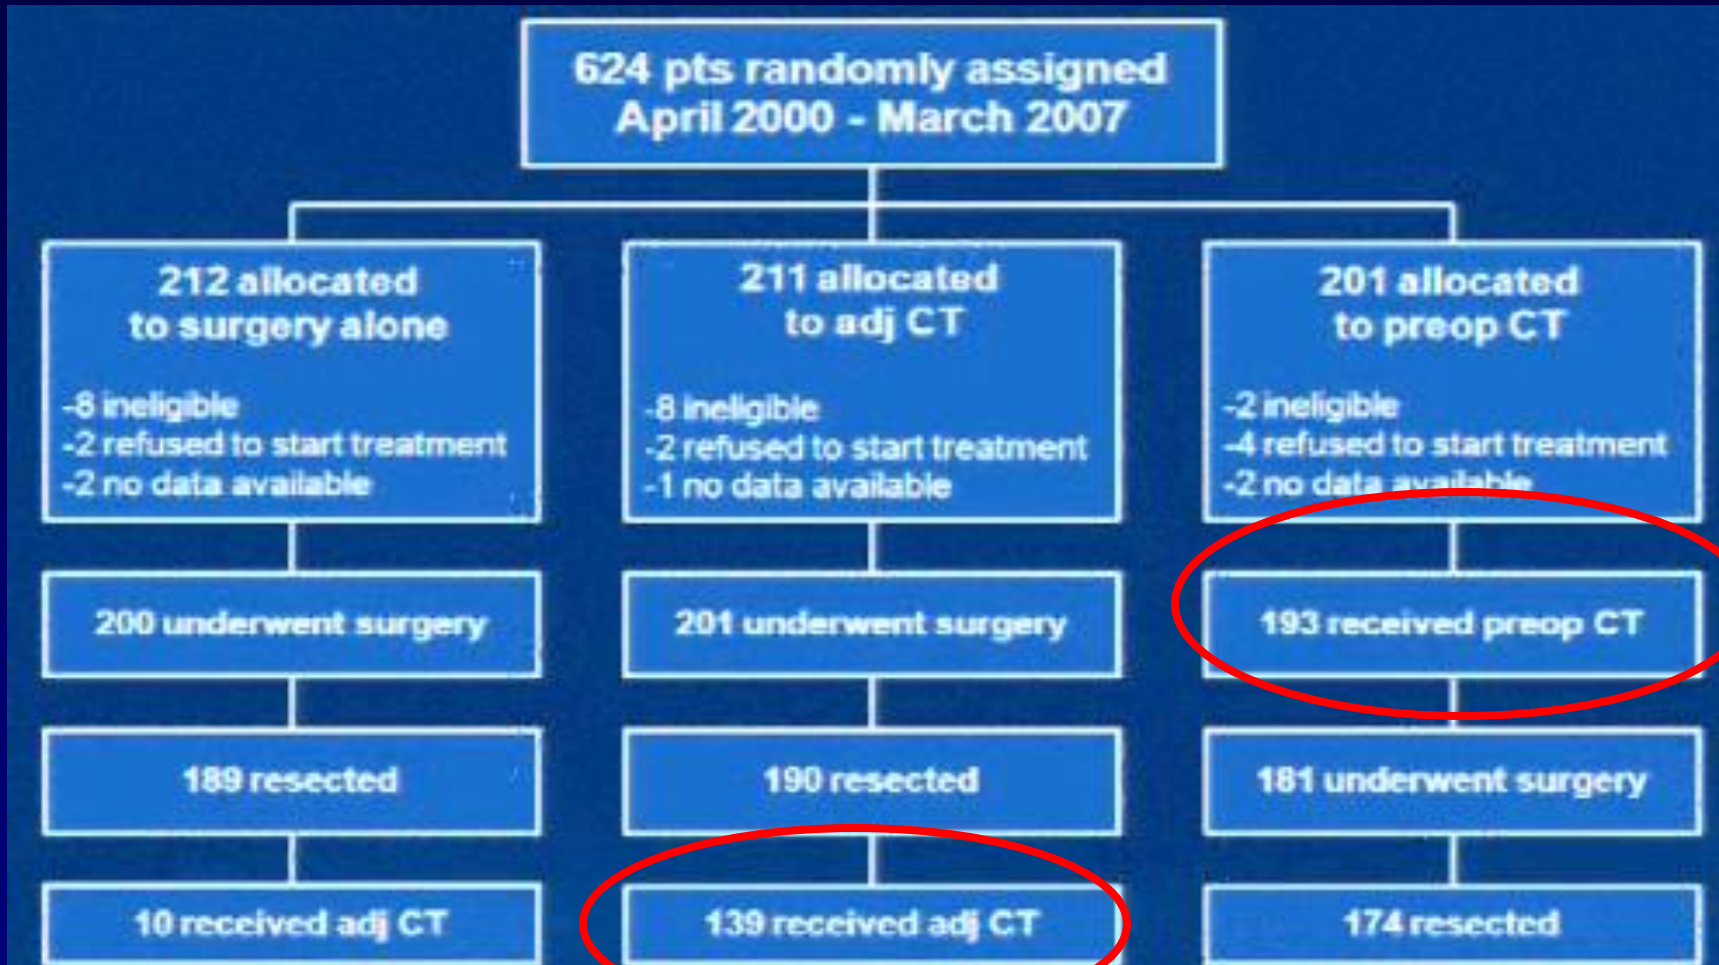 624 pts randomly assigned
April 2000 - March 2007
212 allocated
to surgery alone
-8 ineligible
-2 refused to start treatment
-2 no data available
211 allocated
to adj CT
-8 ineligible
-2 refused to start treatment
-1 no data available
201 allocated
to preop CT
-2 ineligible
-4 refused to start treatment
-2 no data available
200 underwent surgery
201 underwent surgery
193 received preop CT
189 resected
190 resected
181 underwent surgery
10 received adj CT
139 received adj CT
174 resected